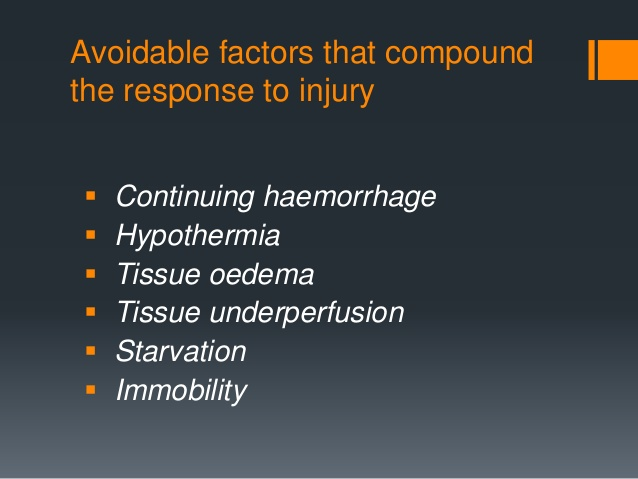 Avoidable factors that compound
the response to injury
▪ Continuing haemorrhage
▪ Hypothermia
▪ Tissue oedema
▪ Tissue underperfusion
▪ Starvation
▪ Immobility